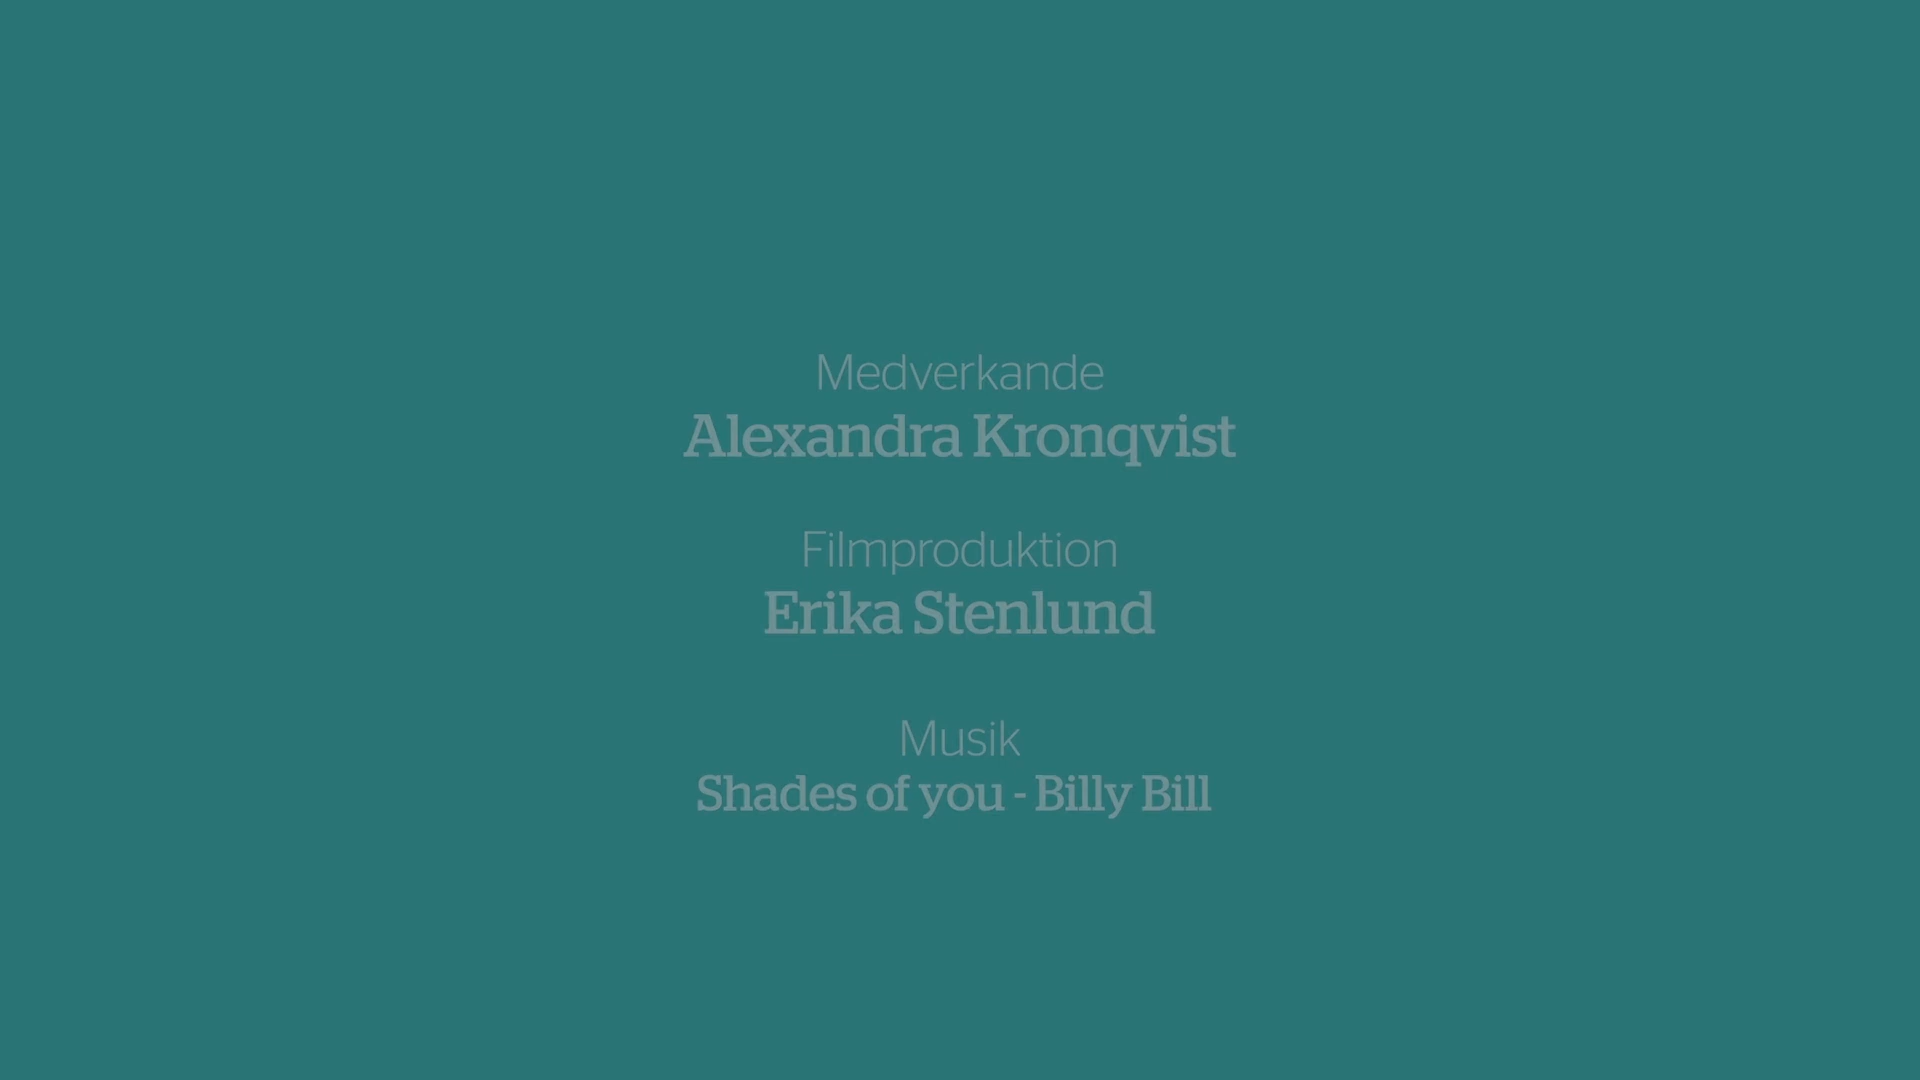 Medverkande
Alexandra Kronqvist
Filmproduktion
Erika Stenlund
Musik
Shades of you - Billy Bill